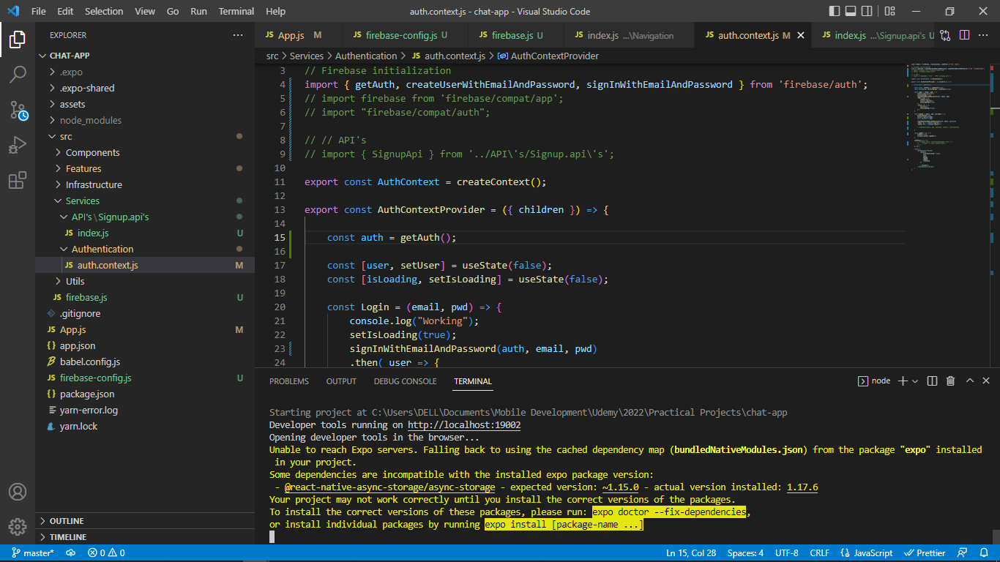 File Edit Selection View Go Run Terminal Help auth.context.js - chat-app - Visual Studio Code
EXPLORER
CHAT-APP
.expo
.expo-shared
assets
node_modules
src
Components
Features
Infrastructure
Services
API's\Signup.api's
JS index.js U
Authentication
JS auth.context.js M
Utils
JS firebase.js U
.gitignore
JS App.js M
{} app.json
babel.config.js
JS firebase-config.js U
{} package.json
yarn-error.log
yarn.lock
OUTLINE
TIMELINE
JS App.js M JS firebase-config.js U JS firebase.js U JS index.js ...\Navigation JS auth.context.js M JS index.js ...\Signup.api's U
src > Services > Authentication > JS auth.context.js > AuthContextProvider
3 // Firebase initialization
4 import { getAuth, createUserWithEmailAndPassword, signInWithEmailAndPassword } from 'firebase/auth';
5 // import firebase from 'firebase/compat/app';
6 // import "firebase/compat/auth";
7
8 // // API's
9 // import { SignupApi } from '../API\'s/Signup.api\'s';
10
11 export const AuthContext = createContext();
12
13 export const AuthContextProvider = ({ children }) => {
14
15 const auth = getAuth();
16
17 const [user, setUser] = useState(false);
18 const [isLoading, setIsLoading] = useState(false);
19
20 const Login = (email, pwd) => {
21 console.log("Working");
22 setIsLoading(true);
23 signInWithEmailAndPassword(auth, email, pwd)
24 .then( user => {
PROBLEMS OUTPUT DEBUG CONSOLE TERMINAL node
Starting project at C:\Users\DELL\Documents\Mobile Development\Udemy\2022\Practical Projects\chat-app
Developer tools running on http://localhost:19002
Opening developer tools in the browser...
Unable to reach Expo servers. Falling back to using the cached dependency map (bundledNativeModules.json) from the package "expo" installed
in your project.
Some dependencies are incompatible with the installed expo package version:
- @react-native-async-storage/async-storage - expected version: ~1.15.0 - actual version installed: 1.17.6
Your project may not work correctly until you install the correct versions of the packages.
To install the correct versions of these packages, please run: expo doctor --fix-dependencies,
or install individual packages by running expo install [package-name ...]
master* 0 0 Ln 15, Col 28 Spaces: 4 UTF-8 CRLF {} JavaScript Prettier